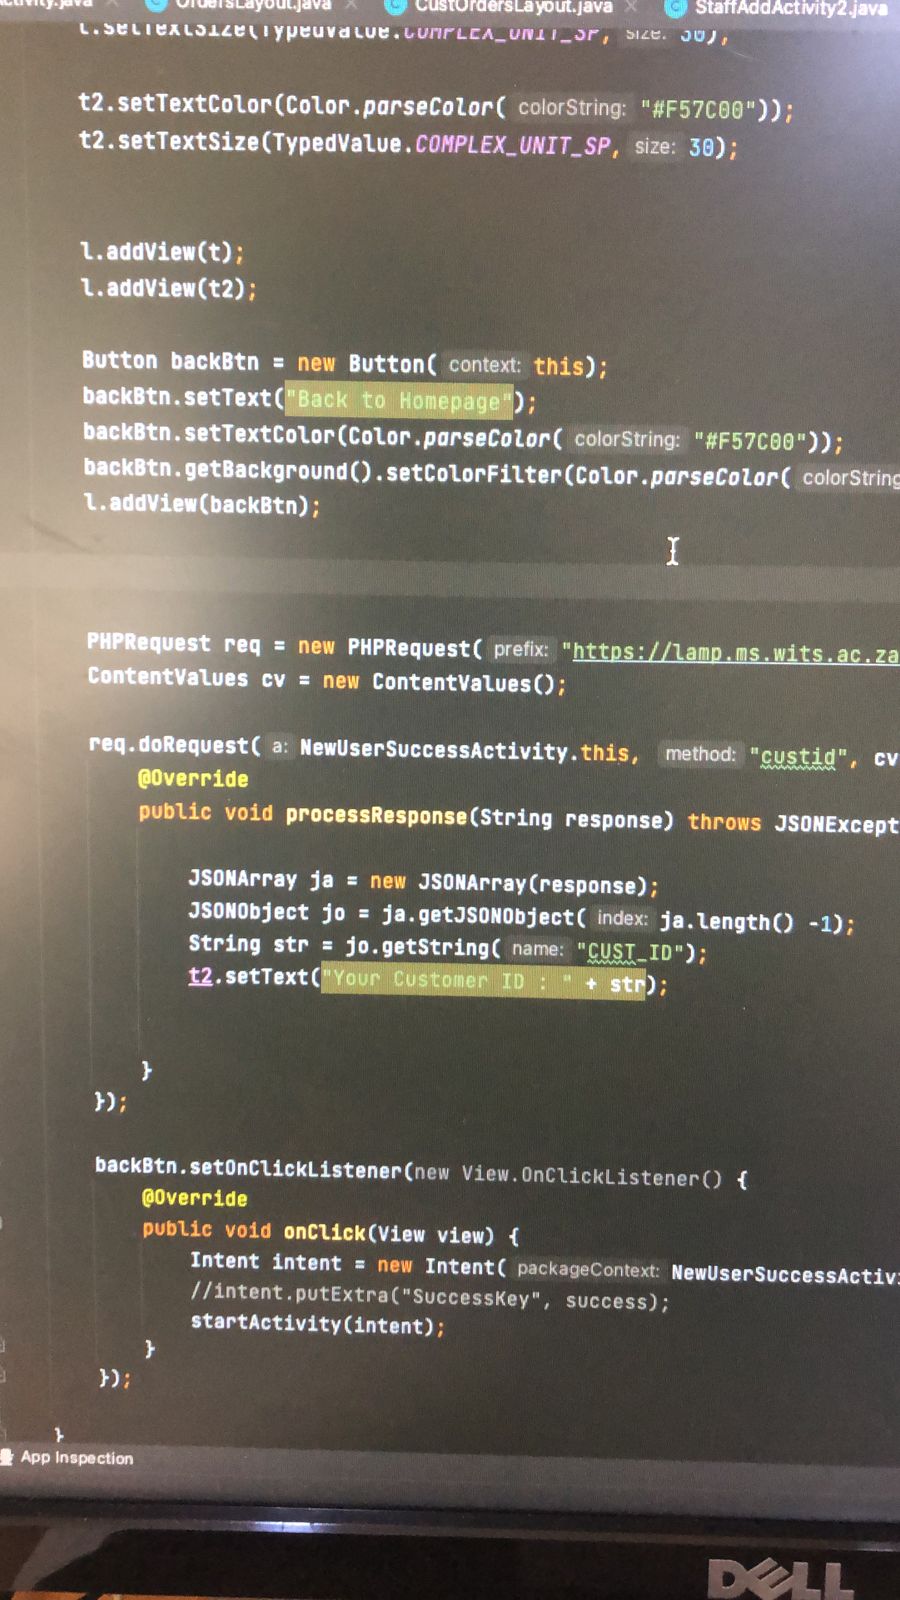 OrdersLayout.java CustOrdersLayout.java StaffAddActivity2.java
t.setTextSize(TypedValue.COMPLEX_UNIT_SP, size: 30);
t2.setTextColor(Color.parseColor( colorString: "#F57C00"));
t2.setTextSize(TypedValue.COMPLEX_UNIT_SP, size: 30);
l.addView(t);
l.addView(t2);
Button backBtn = new Button( context: this);
backBtn.setText("Back to Homepage");
backBtn.setTextColor(Color.parseColor( colorString: "#F57C00"));
backBtn.getBackground().setColorFilter(Color.parseColor( colorString
l.addView(backBtn);
PHPRequest req = new PHPRequest( prefix: "https://lamp.ms.wits.ac.za
ContentValues cv = new ContentValues();
req.doRequest( a: NewUserSuccessActivity.this, method: "custid", cv
@Override
public void processResponse(String response) throws JSONExcept
JSONArray ja = new JSONArray(response);
JSONObject jo = ja.getJSONObject( index: ja.length() -1);
String str = jo.getString( name: "CUST_ID");
t2.setText("Your Customer ID : " + str);
}
});
backBtn.setOnClickListener(new View.OnClickListener() {
@Override
public void onClick(View view) {
Intent intent = new Intent( packageContext: NewUserSuccessActivi
//intent.putExtra("SuccessKey", success);
startActivity(intent);
}
});
}
App Inspection
DELL